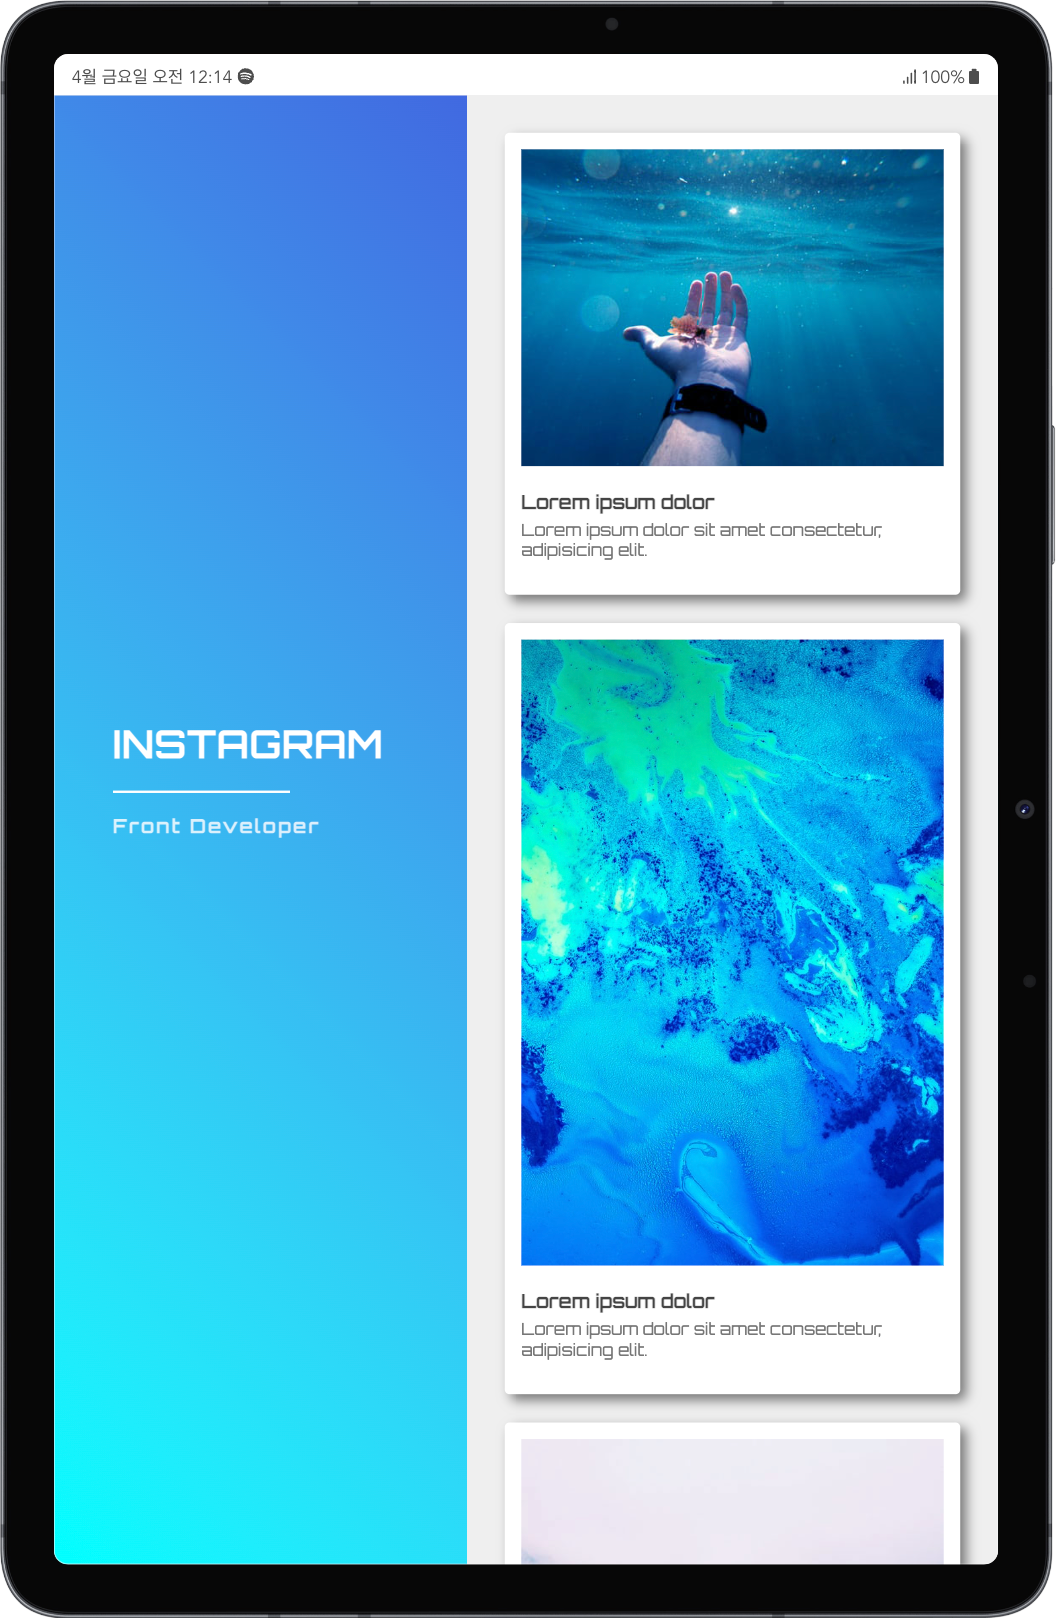 4월 금요일 오전 12:14
100%
INSTAGRAM
Front Developer
Lorem ipsum dolor
Lorem ipsum dolor sit amet consectetur,
adipisicing elit.
Lorem ipsum dolor
Lorem ipsum dolor sit amet consectetur,
adipisicing elit.